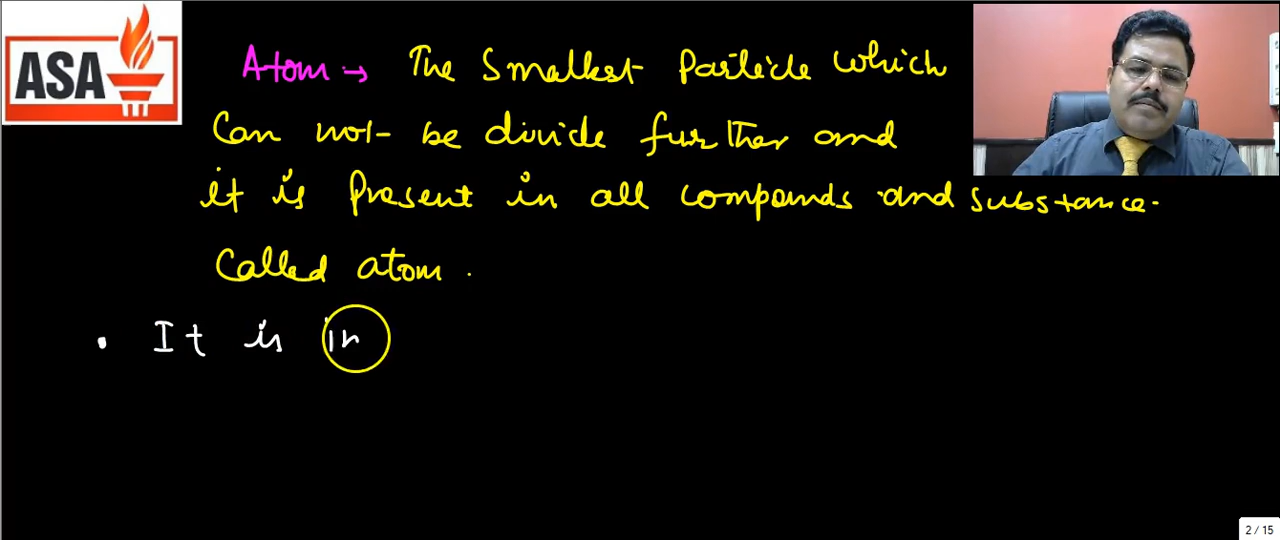 ASA
Atom → The Smallest Particle which
Can not be divide further and
it is Present in all compounds and substance.
Called atom.
• It is in
2 / 15